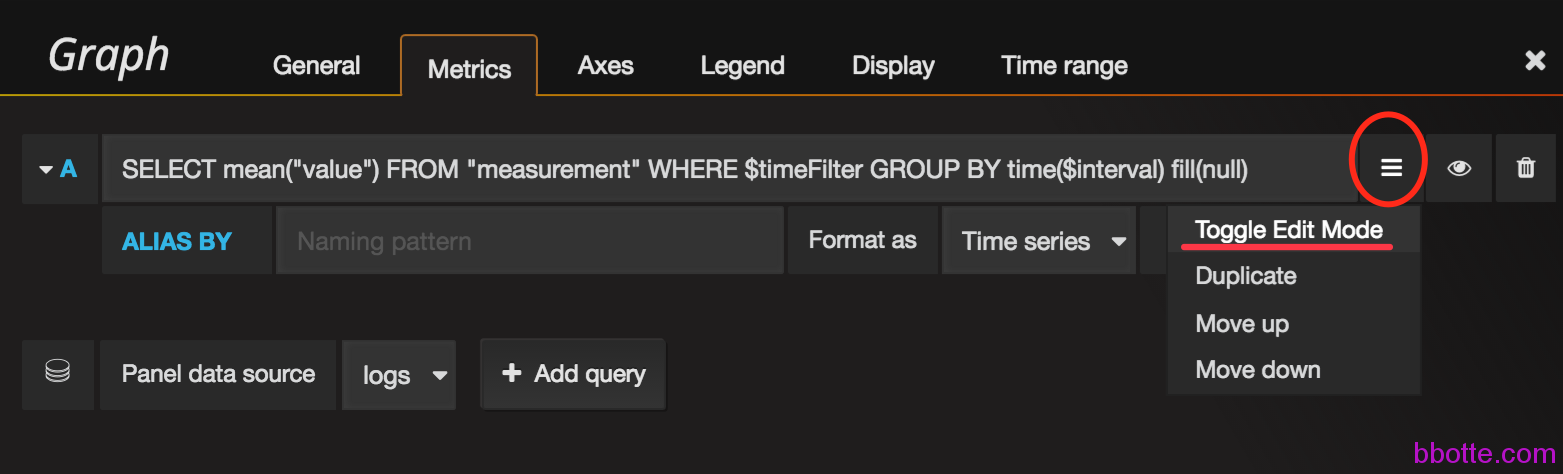 Graph General Metrics Axes Legend Display Time range
A SELECT mean("value") FROM "measurement" WHERE $timeFilter GROUP BY time($interval) fill(null)
ALIAS BY Naming pattern Format as Time series
Toggle Edit Mode
Duplicate
Move up
Move down
Panel data source logs + Add query
bbotte.com